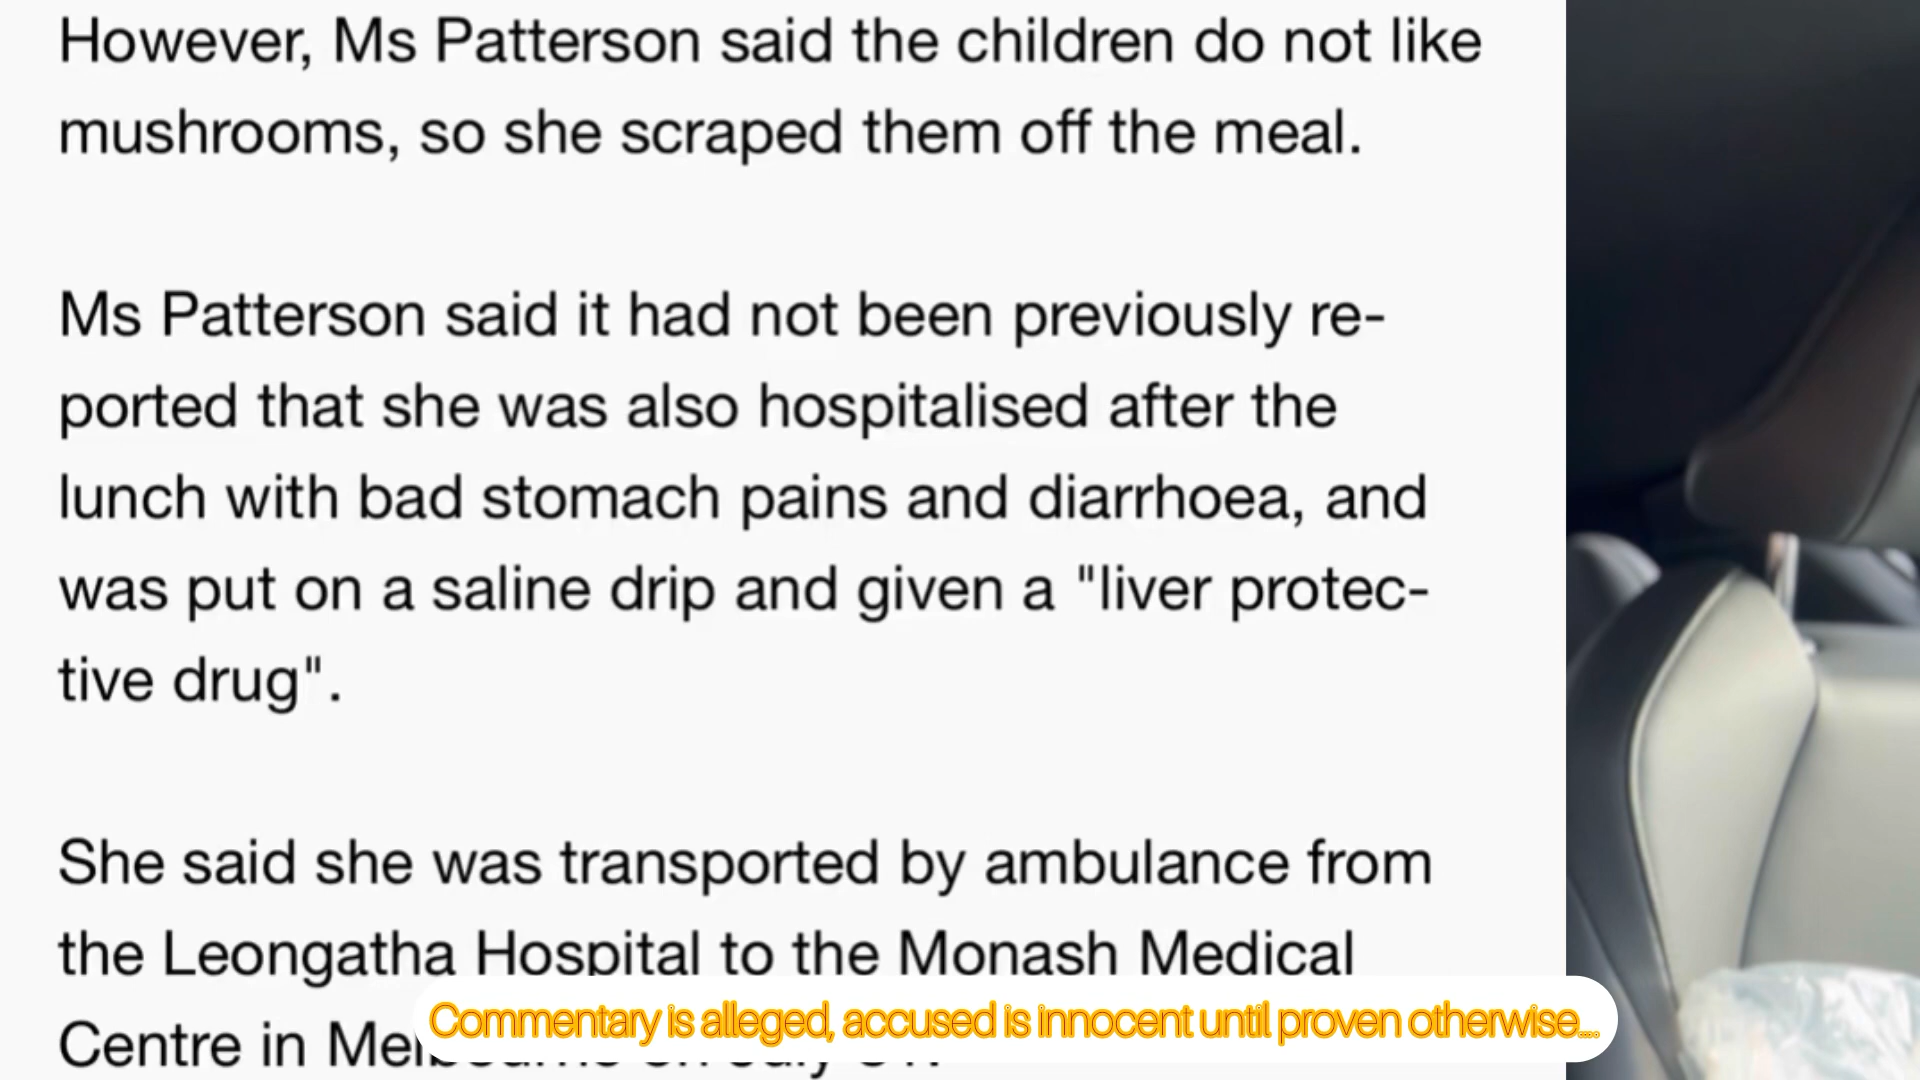 However, Ms Patterson said the children do not like
mushrooms, so she scraped them off the meal.
Ms Patterson said it had not been previously re-
ported that she was also hospitalised after the
lunch with bad stomach pains and diarrhoea, and
was put on a saline drip and given a "liver protec-
tive drug".
She said she was transported by ambulance from
the Leongatha Hospital to the Monash Medical
Centre in
Commentary is alleged, accused is innocent until proven otherwise...